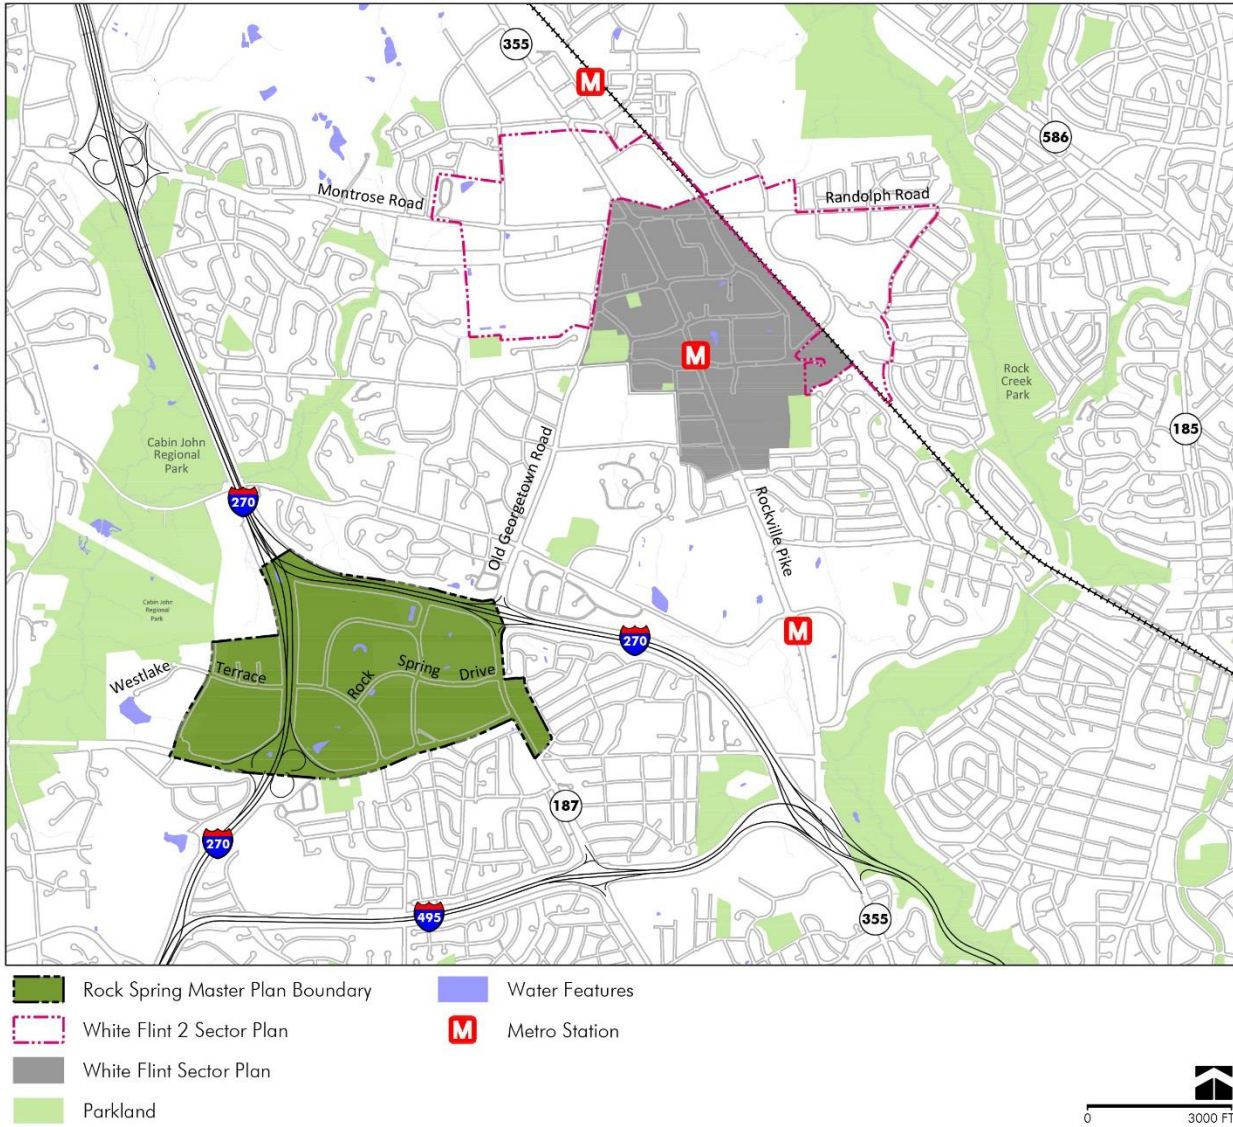 355
M
586
Montrose Road
Randolph Road
M
Rock
Creek
Park
185
Cabin John
Regional
Park
270
Old Georgetown Road
Rockville Pike
Cabin John
Regional
Park
270
M
Westlake Terrace
Rock Spring Drive
187
270
495
355
Rock Spring Master Plan Boundary
White Flint 2 Sector Plan
White Flint Sector Plan
Parkland
Water Features
M Metro Station
0 3000 FT